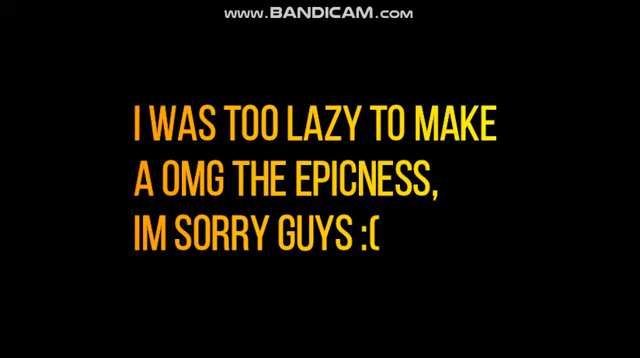 www.BANDICAM.com
I WAS TOO LAZY TO MAKE
A OMG THE EPICNESS,
IM SORRY GUYS :(